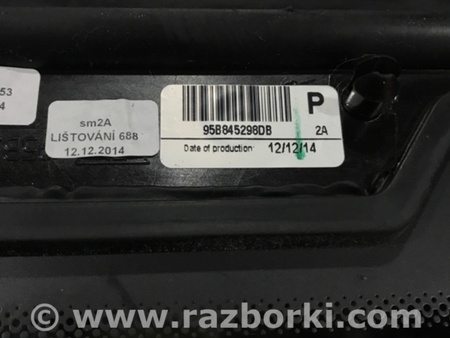 53
4
sm2A
LIŠTOVÁNÍ 688
12.12.2014
P
95B845298DB
2A
Date of production: 12/12/14
www.razborki.com